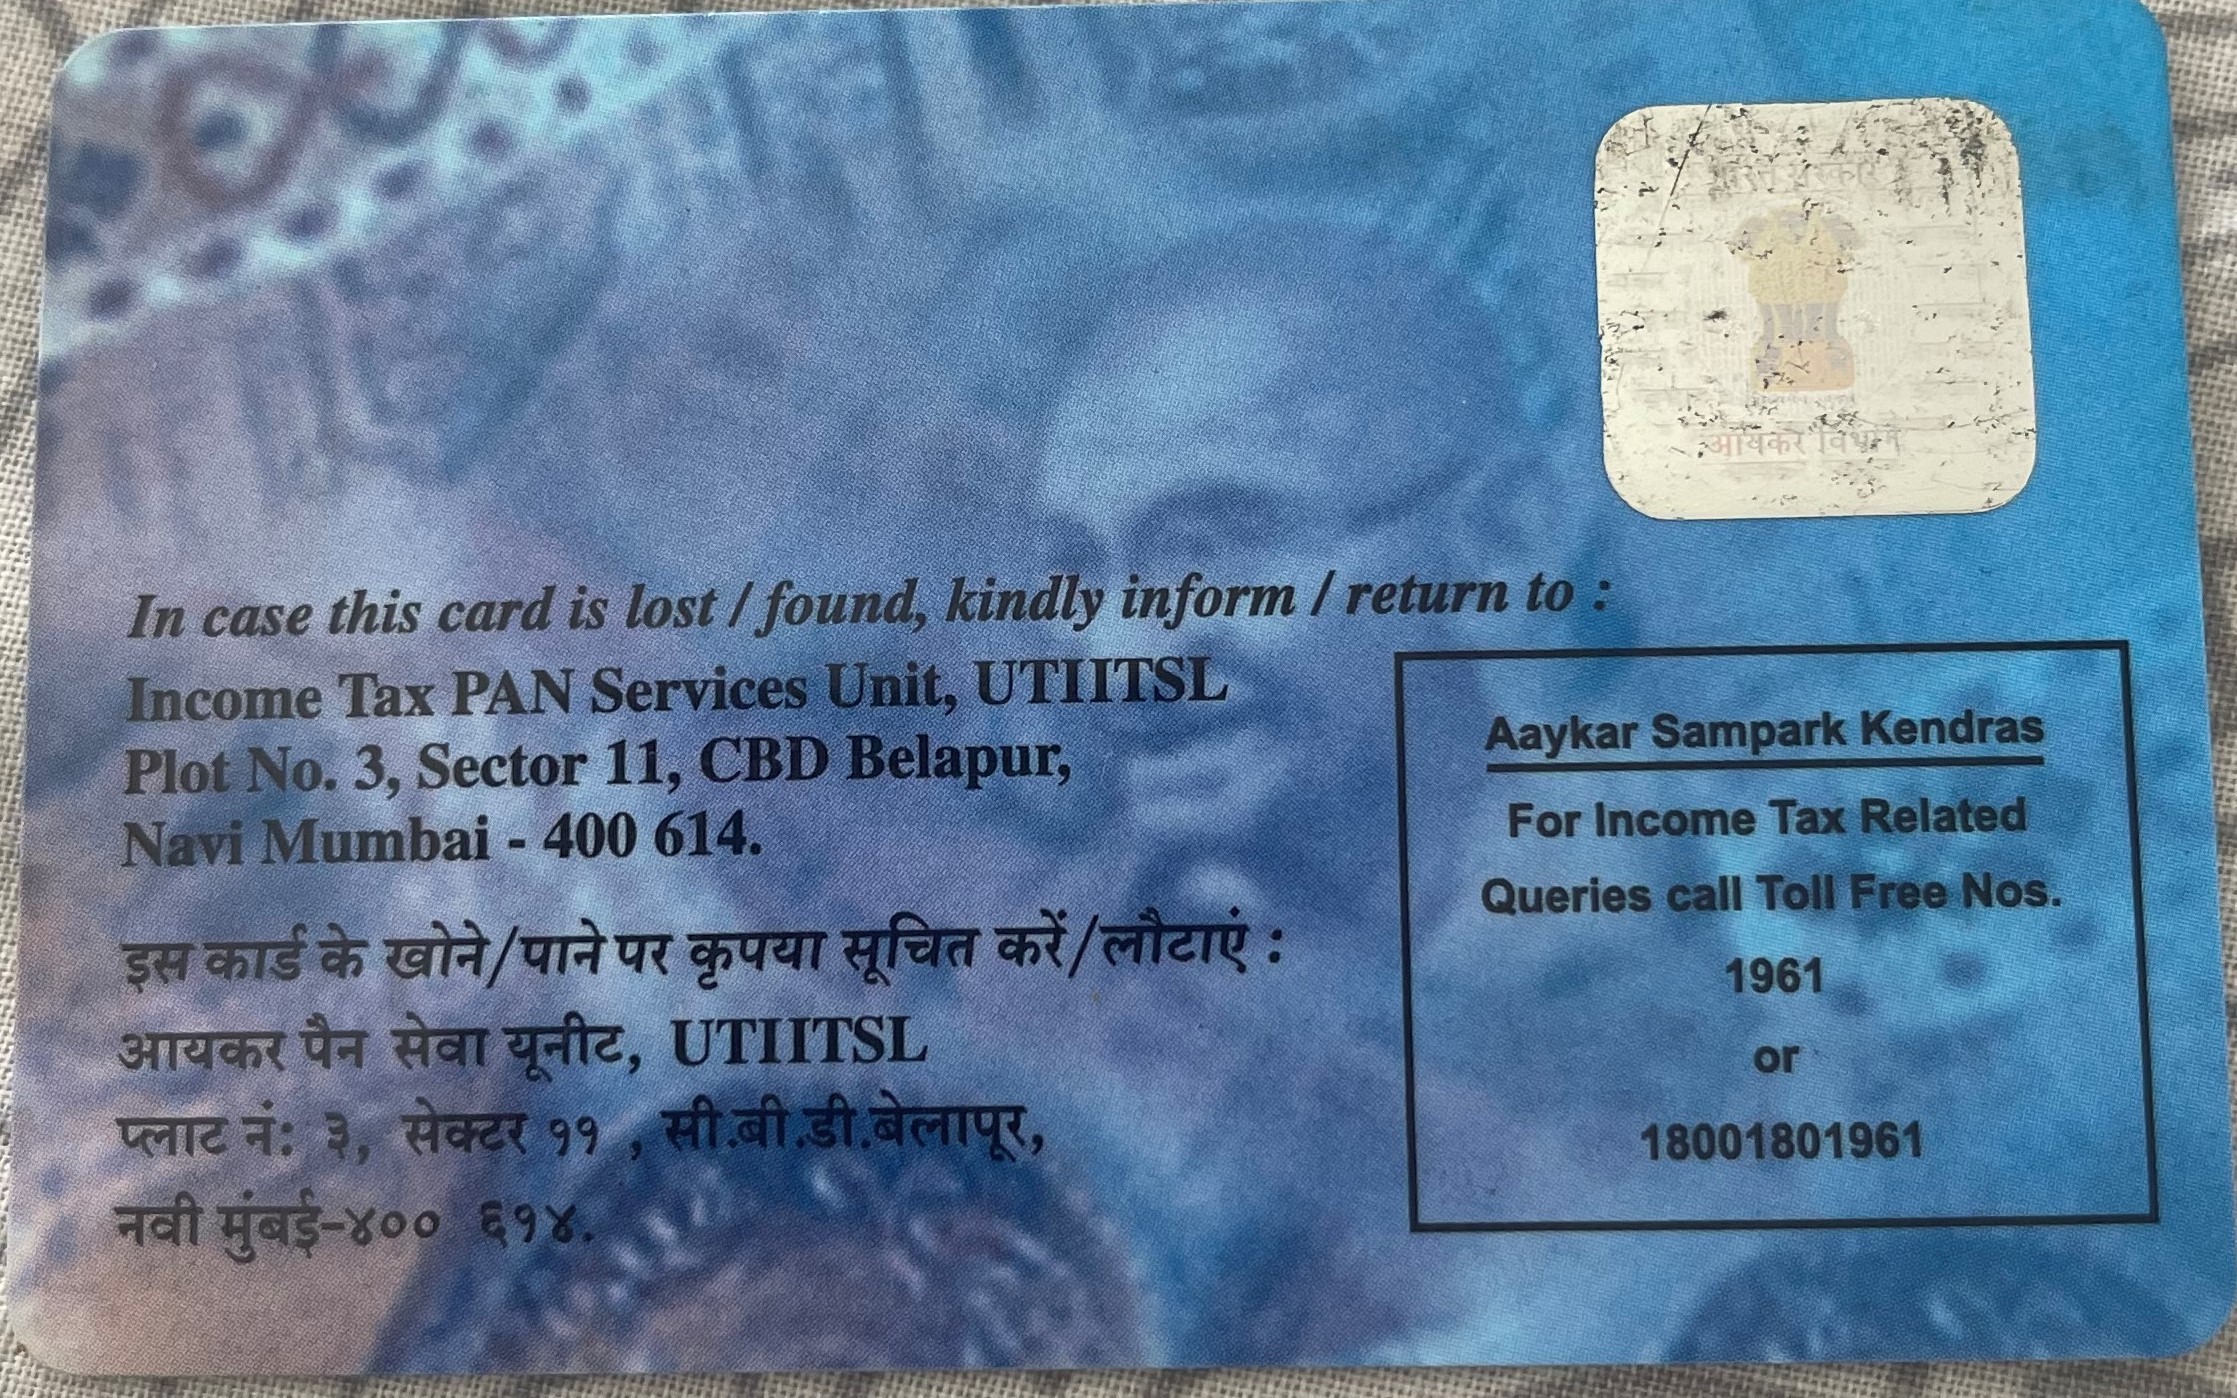 भारत सरकार
आयकर विभाग
In case this card is lost / found, kindly inform / return to :
Income Tax PAN Services Unit, UTIITSL
Plot No. 3, Sector 11, CBD Belapur,
Navi Mumbai - 400 614.
इस कार्ड के खोने/पाने पर कृपया सूचित करें/लौटाएं :
आयकर पैन सेवा यूनीट, UTIITSL
प्लाट नं: ३, सेक्टर ११ , सी.बी.डी.बेलापूर,
नवी मुंबई-४०० ६१४.
Aaykar Sampark Kendras
For Income Tax Related
Queries call Toll Free Nos.
1961
or
18001801961